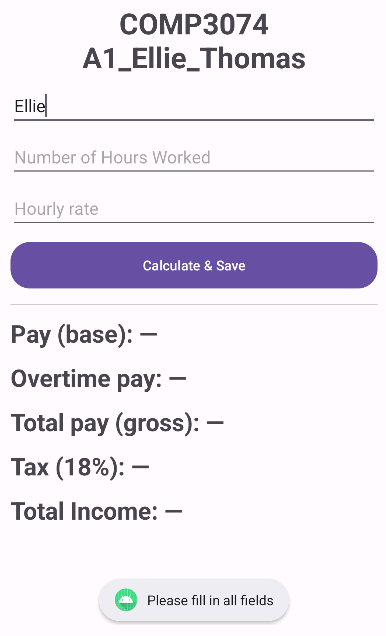 COMP3074
A1_Ellie_Thomas
Ellie
Number of Hours Worked
Hourly rate
Calculate & Save
Pay (base): —
Overtime pay: —
Total pay (gross): —
Tax (18%): —
Total Income: —
Please fill in all fields